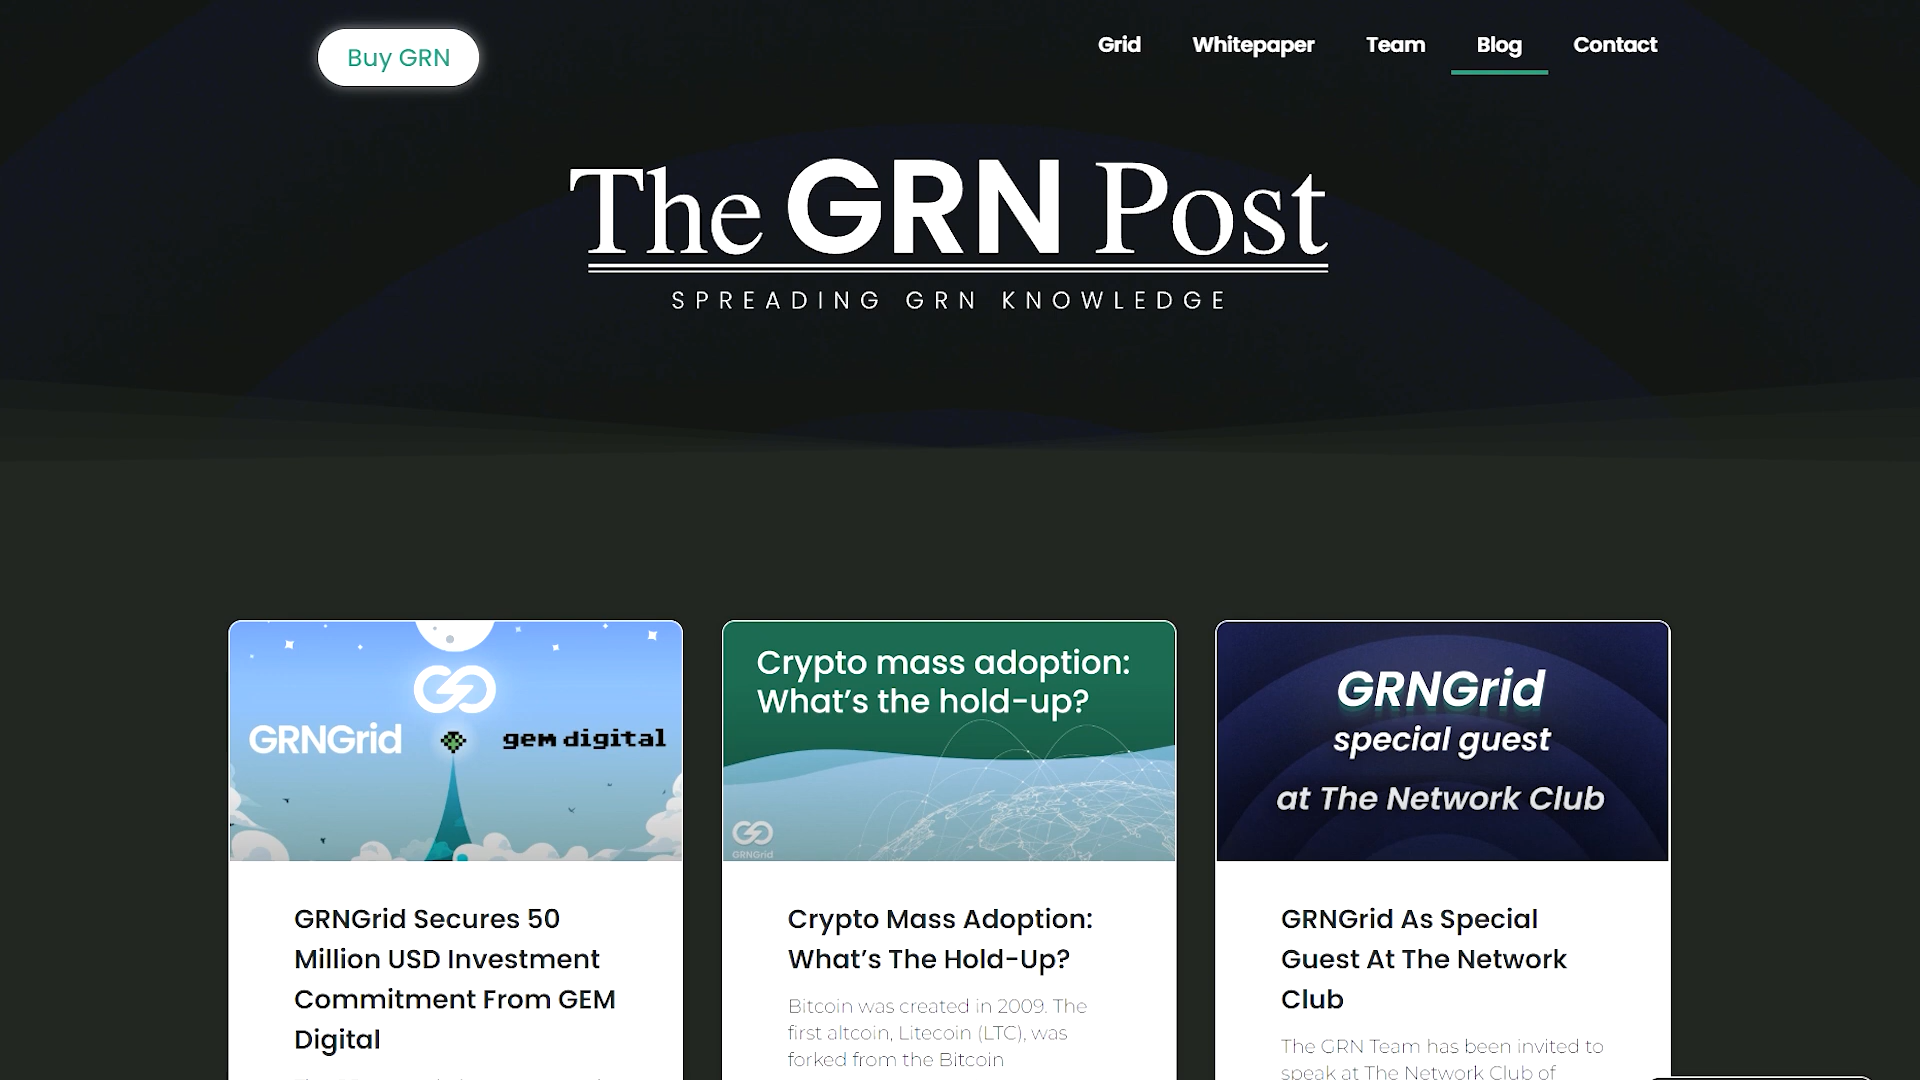 Buy GRN
Grid
Whitepaper
Team
Blog
Contact
The GRN Post
SPREADING GRN KNOWLEDGE
GRNGrid
gem digital
GRNGrid Secures 50
Million USD Investment
Commitment From GEM
Digital
Crypto mass adoption:
What's the hold-up?
GRNGrid
Crypto Mass Adoption:
What's The Hold-Up?
Bitcoin was created in 2009. The
first altcoin, Litecoin (LTC), was
forked from the Bitcoin
GRNGrid
special guest
at The Network Club
GRNGrid As Special
Guest At The Network
Club
The GRN Team has been invited to
speak at The Network Club of